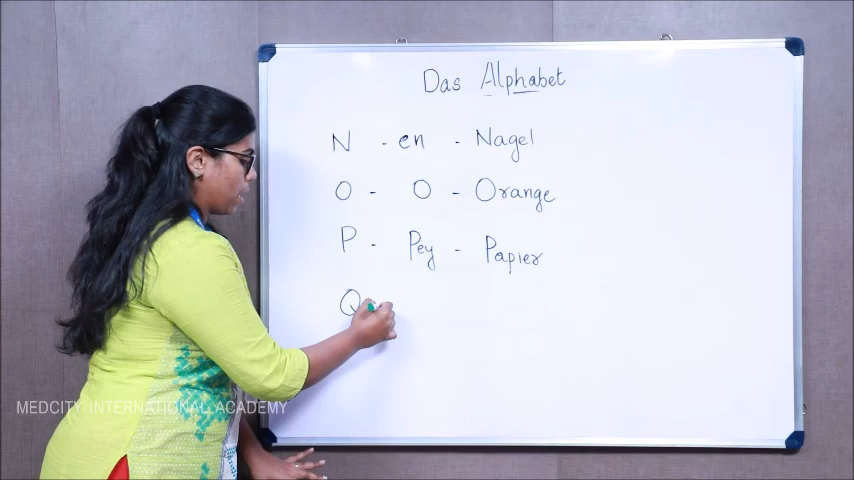 Das Alphabet
N - en - Nagel
O - O - Orange
P - Pey - Papier
Q
MEDCITY INTERNATIONAL ACADEMY